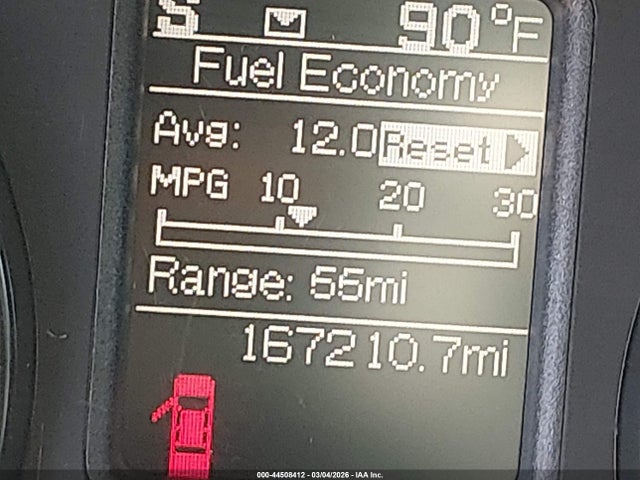 S 90°F
Fuel Economy
Avg: 12.0 Reset
MPG 10 20 30
Range: 66mi
167210.7mi
000-44508412 - 03/04/2026 - IAA Inc.